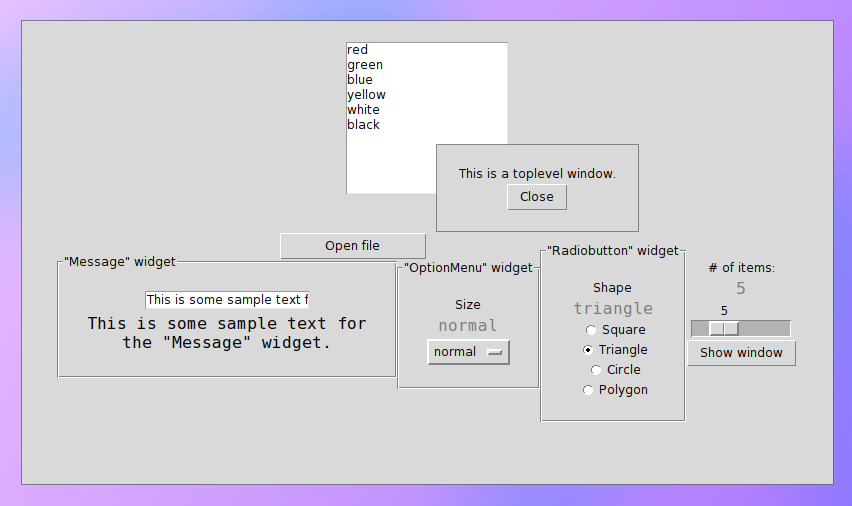 red
green
blue
yellow
white
black
This is a toplevel window.
Close
Open file
"Message" widget
This is some sample text f
This is some sample text for
the "Message" widget.
"OptionMenu" widget
Size
normal
normal
"Radiobutton" widget
Shape
triangle
Square
Triangle
Circle
Polygon
# of items:
5
5
Show window